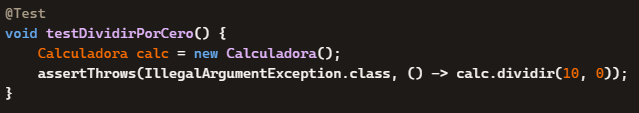 @Test
void testDividirPorCero() {
    Calculadora calc = new Calculadora();
    assertThrows(IllegalArgumentException.class, () -> calc.dividir(10, 0));
}